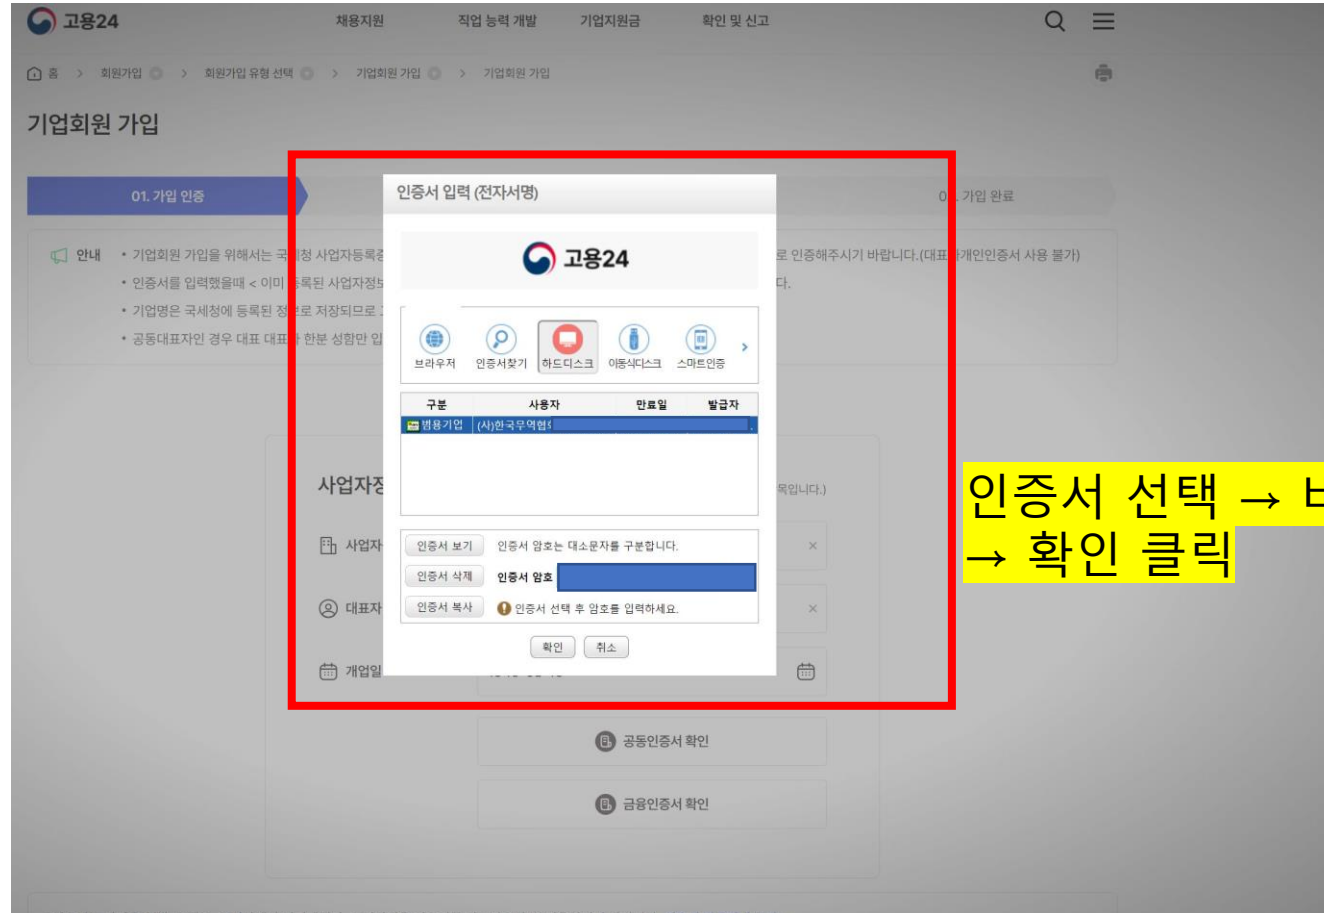 고용24
채용지원 직업 능력 개발 기업지원금 확인 및 신고
홈 > 회원가입 > 회원가입 유형 선택 > 기업회원 가입 > 기업회원 가입
기업회원 가입
01. 가입 인증
가입 완료
안내
• 기업회원 가입을 위해서는 국세청 사업자등록증
로 인증해주시기 바랍니다.(대표자개인인증서 사용 불가)
• 인증서를 입력했을때 < 이미 등록된 사업자정보
다.
• 기업명은 국세청에 등록된 정보로 저장되므로
• 공동대표자인 경우 대표 대표자 한분 성함만 입
인증서 입력 (전자서명)
고용24
브라우저 인증서찾기 하드디스크 이동식디스크 스마트인증 >
구분 사용자 만료일 발급자
범용기업 (사)한국무역협회
사업자정
목입니다.)
사업자
대표자
개업일
인증서 보기 인증서 암호는 대소문자를 구분합니다.
인증서 삭제 인증서 암호
인증서 복사 인증서 선택 후 암호를 입력하세요.
확인 취소
공동인증서 확인
금융인증서 확인
인증서 선택 →
→ 확인 클릭